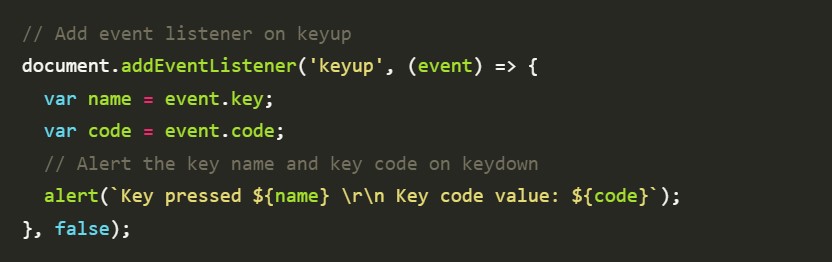 // Add event listener on keyup
document.addEventListener('keyup', (event) => {
  var name = event.key;
  var code = event.code;
  // Alert the key name and key code on keydown
  alert(`Key pressed ${name} \r\n Key code value: ${code}`);
}, false);